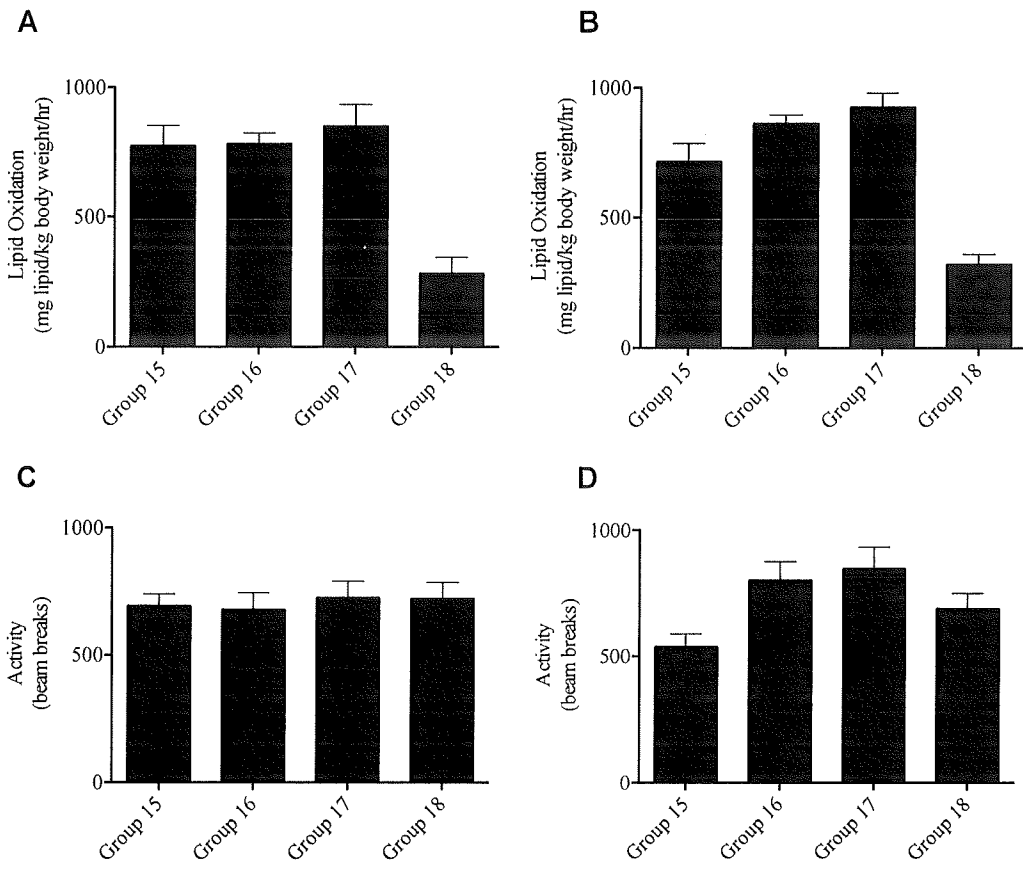 A
Lipid Oxidation
(mg lipid/kg body weight/hr)
1000
500
0
Group 15
Group 16
Group 17
Group 18
B
Lipid Oxidation
(mg lipid/kg body weight/hr)
1000
500
0
Group 15
Group 16
Group 17
Group 18
C
Activity
(beam breaks)
1000
500
0
Group 15
Group 16
Group 17
Group 18
D
Activity
(beam breaks)
1000
500
0
Group 15
Group 16
Group 17
Group 18